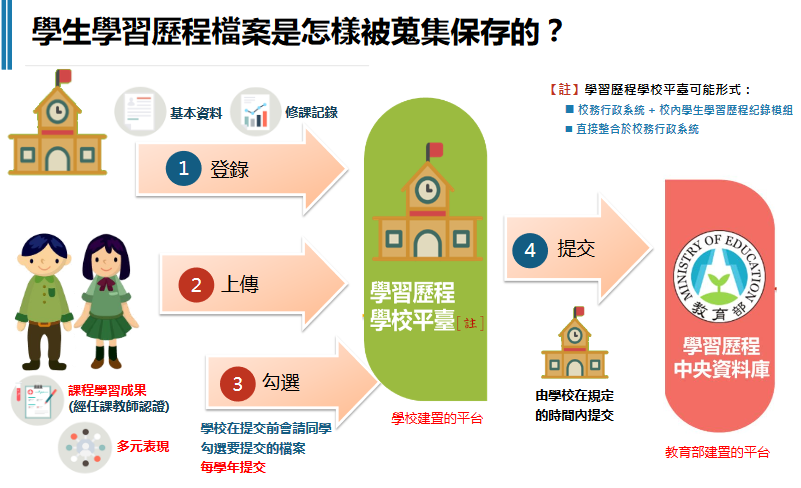 學生學習歷程檔案是怎樣被蒐集保存的？
【註】學習歷程學校平臺可能形式：
■ 校務行政系統 + 校內學生學習歷程紀錄模組
■ 直接整合於校務行政系統
基本資料
修課記錄
1 登錄
2 上傳
3 勾選
4 提交
學習歷程
學校平臺[註]
MINISTRY OF EDUCATION
教育部
學習歷程
中央資料庫
課程學習成果
(經任課教師認證)
多元表現
學校在提交前會請同學
勾選要提交的檔案
每學年提交
學校建置的平台
由學校在規定
的時間內提交
教育部建置的平台